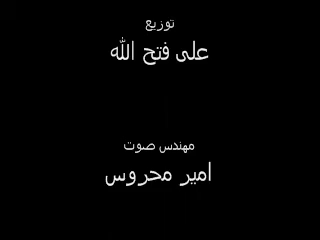 توزيع
على فتح الله
مهندس صوت
امير محروس